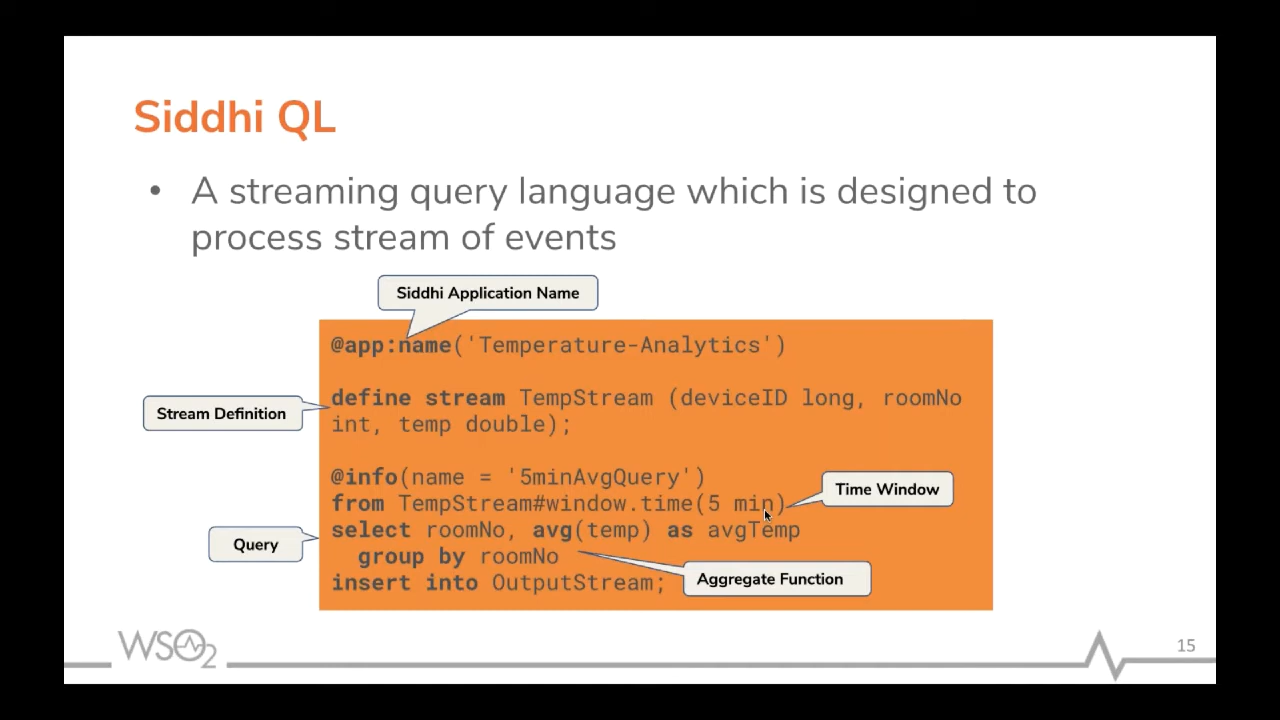 Siddhi QL
• A streaming query language which is designed to
process stream of events
Siddhi Application Name
@app:name('Temperature-Analytics')
Stream Definition
define stream TempStream (deviceID long, roomNo
int, temp double);
@info(name = '5minAvgQuery')
Time Window
from TempStream#window.time(5 min)
select roomNo, avg(temp) as avgTemp
Query
group by roomNo
Aggregate Function
insert into OutputStream;
WSO2
15